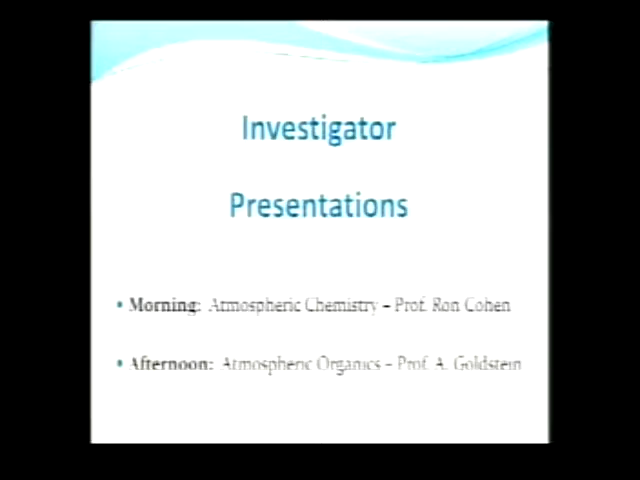 Investigator
Presentations
• Morning: Atmospheric Chemistry – Prof. Ron Cohen
• Afternoon: Atmospheric Organics – Prof. A. Goldstein